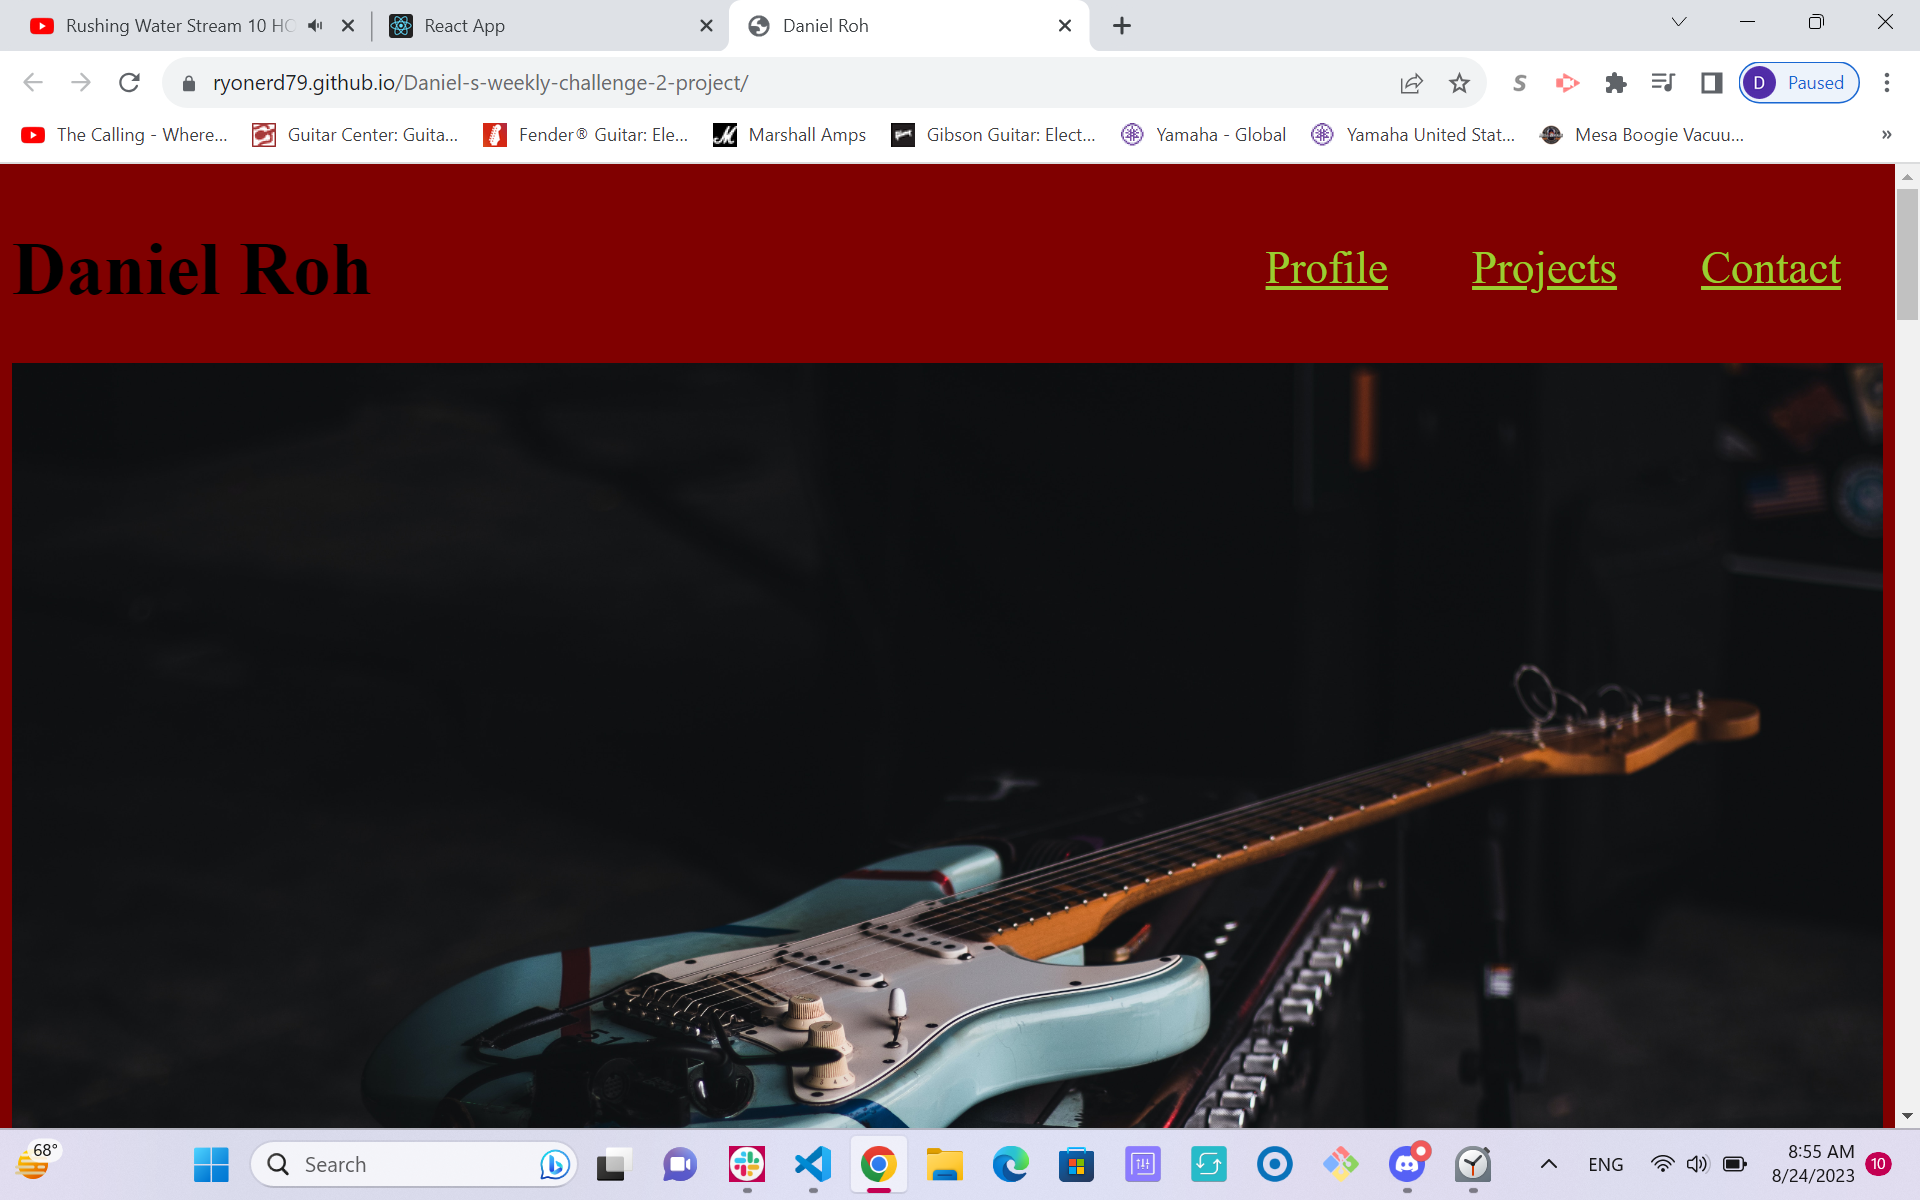 Rushing Water Stream 10 HO
React App
Daniel Roh
ryonerd79.github.io/Daniel-s-weekly-challenge-2-project/
D Paused
The Calling - Where...
Guitar Center: Guita...
Fender® Guitar: Ele...
Marshall Amps
Gibson Guitar: Elect...
Yamaha - Global
Yamaha United Stat...
Mesa Boogie Vacuu...
»
Daniel Roh
Profile
Projects
Contact
68°
Search
ENG
8:55 AM
8/24/2023
10